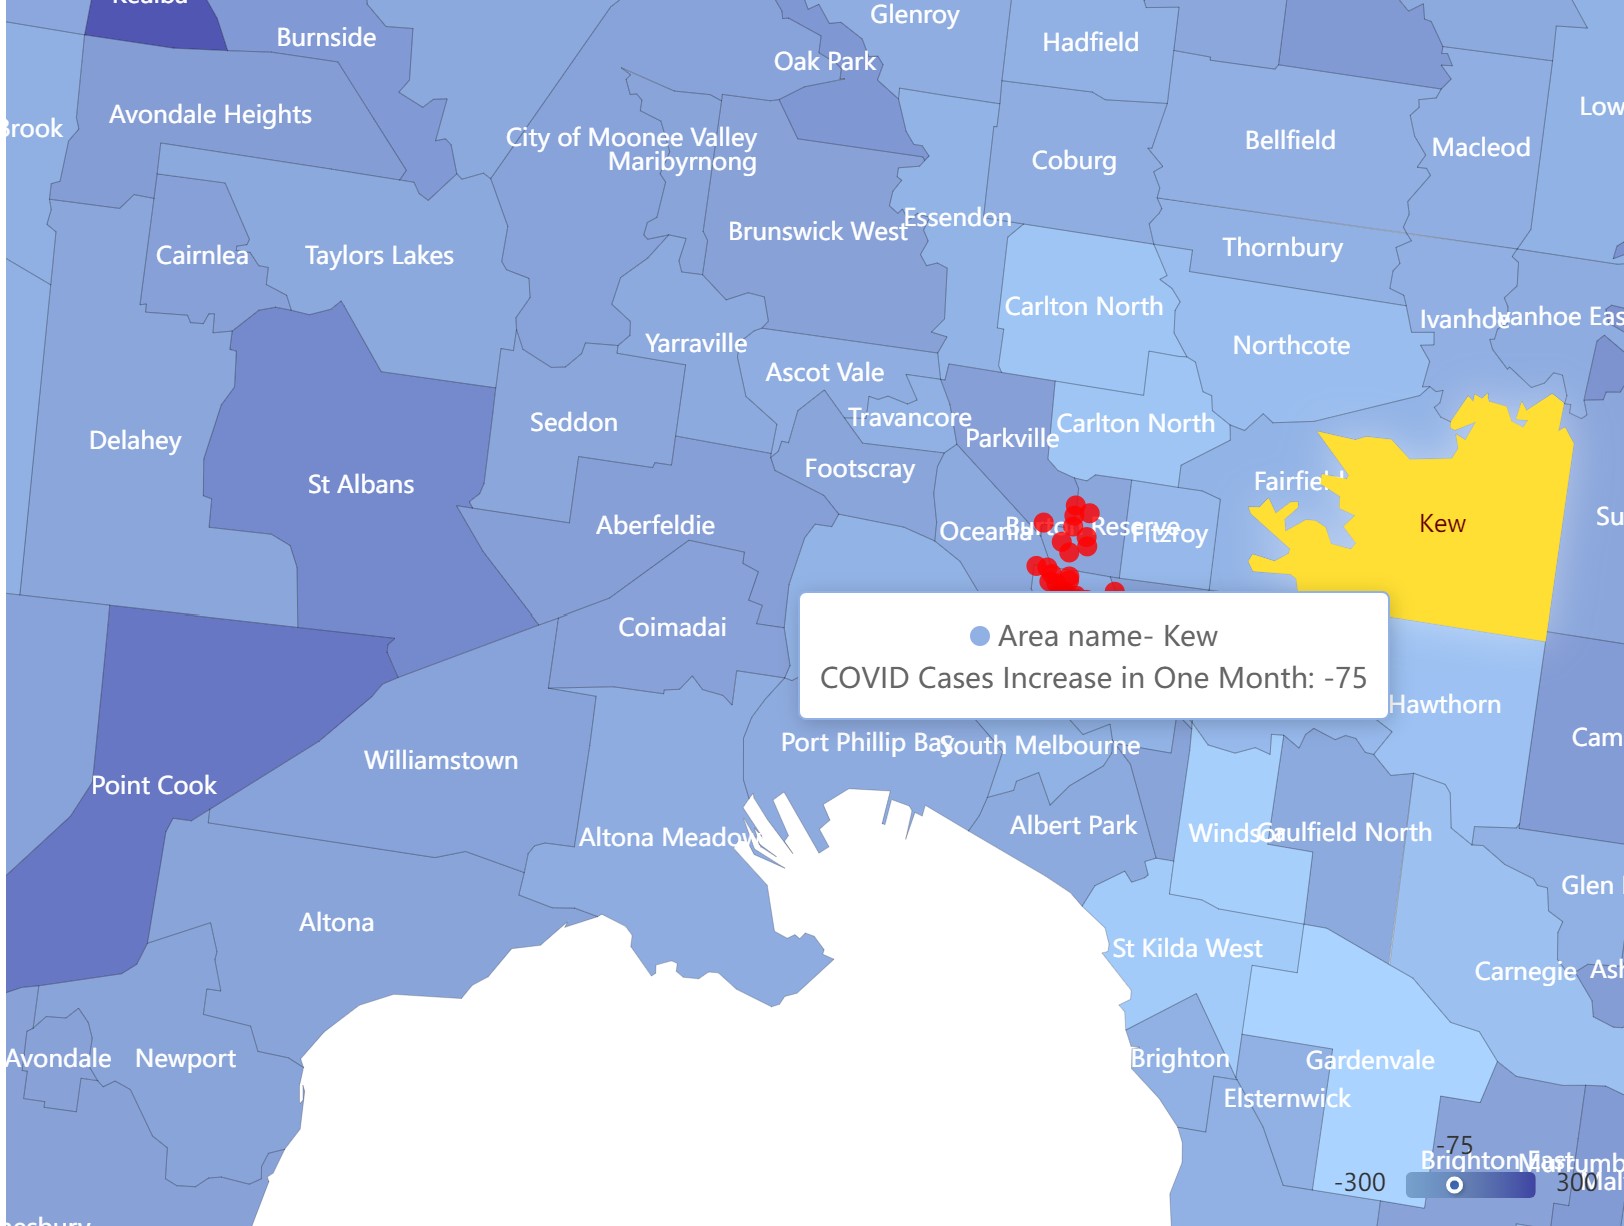 Burnside
Glenroy
Hadfield
Oak Park
Avondale Heights
Brook
City of Moonee Valley
Maribyrnong
Coburg
Bellfield
Macleod
Low
Cairnlea
Taylors Lakes
Brunswick West
Essendon
Thornbury
Carlton North
Yarraville
Ascot Vale
Northcote
Ivanhoe
Ivanhoe Eas
Delahey
Seddon
Travancore
Parkville
Carlton North
St Albans
Footscray
Fairfield
Kew
Su
Aberfeldie
Oceania
Reserve
Fitzroy
Coimadai
Area name- Kew
COVID Cases Increase in One Month: -75
Hawthorn
Port Phillip Bay
South Melbourne
Cam
Williamstown
Point Cook
Altona Meadow
Albert Park
Windsor
Caulfield North
Glen
Altona
St Kilda West
Carnegie
Ash
Avondale
Newport
Brighton
Gardenvale
Elsternwick
-75
Brighton East
-300
300